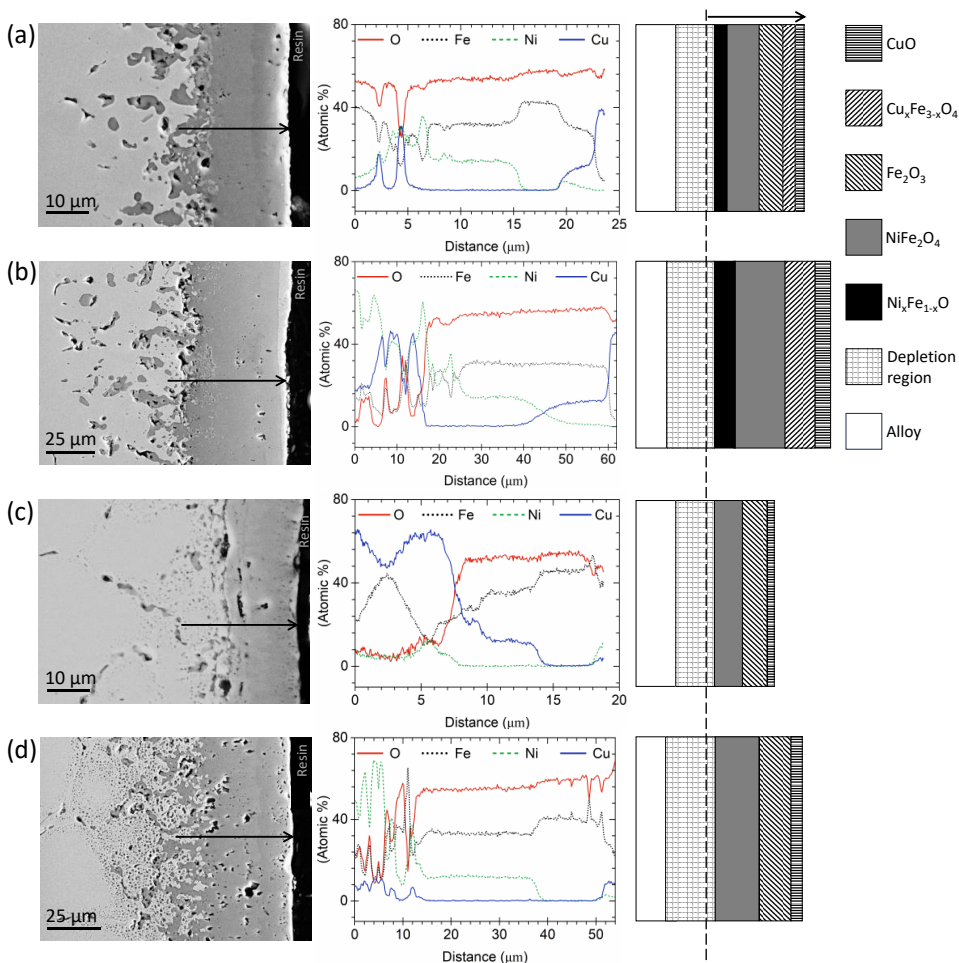 (a)
Resin
10 μm
O Fe Ni Cu
(Atomic %)
80
40
0
0 5 10 15 20 25
Distance (μm)
(b)
Resin
25 μm
O Fe Ni Cu
(Atomic %)
80
40
0
0 10 20 30 40 50 60
Distance (μm)
(c)
Resin
10 μm
O Fe Ni Cu
(Atomic %)
80
40
0
0 5 10 15 20
Distance (μm)
(d)
Resin
25 μm
O Fe Ni Cu
(Atomic %)
80
40
0
0 10 20 30 40 50
Distance (μm)
CuO
CuₓFe₃₋ₓO₄
Fe₂O₃
NiFe₂O₄
NiₓFe₁₋ₓO
Depletion
region
Alloy